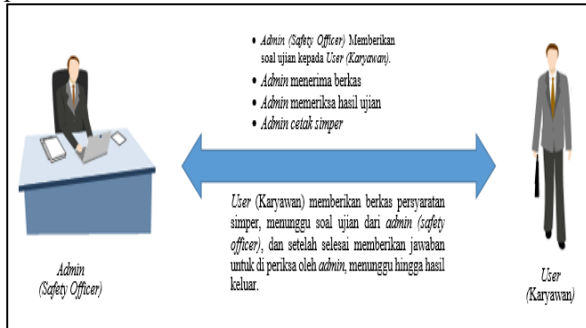 • Admin (Safety Officer) Memberikan
soal ujian kepada User (Karyawan).
• Admin menerima berkas
• Admin memeriksa hasil ujian
• Admin cetak simper
User (Karyawan) memberikan berkas persyaratan
simper, menunggu soal ujian dari admin (safety
officer), dan setelah selesai memberikan jawaban
untuk di periksa oleh admin, menunggu hingga hasil
keluar.
Admin
(Safety Officer)
User
(Karyawan)